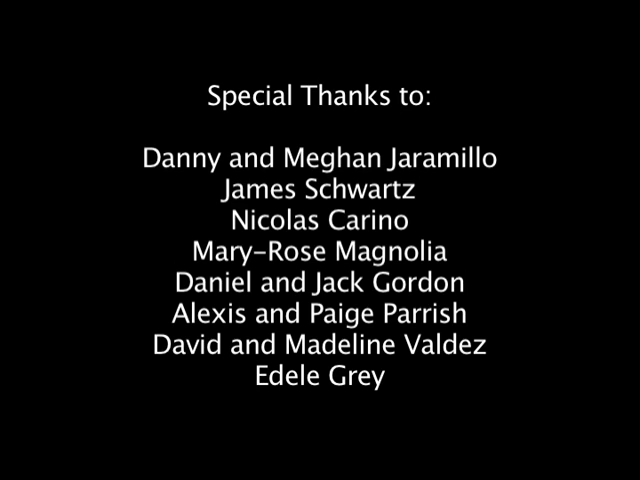 Special Thanks to:
Danny and Meghan Jaramillo
James Schwartz
Nicolas Carino
Mary-Rose Magnolia
Daniel and Jack Gordon
Alexis and Paige Parrish
David and Madeline Valdez
Edele Grey